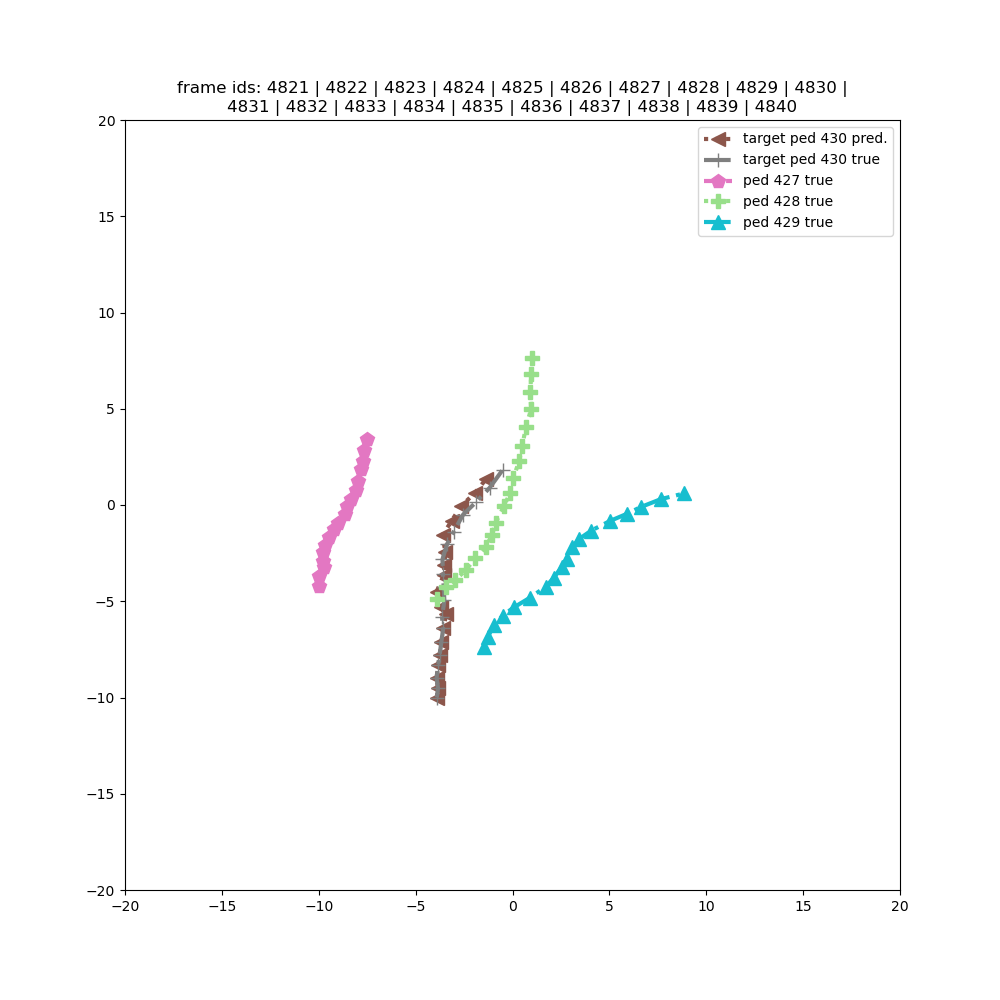 frame ids: 4821 | 4822 | 4823 | 4824 | 4825 | 4826 | 4827 | 4828 | 4829 | 4830 |
4831 | 4832 | 4833 | 4834 | 4835 | 4836 | 4837 | 4838 | 4839 | 4840
target ped 430 pred.
target ped 430 true
ped 427 true
ped 428 true
ped 429 true
20
15
10
5
0
−5
−10
−15
−20
−20 −15 −10 −5 0 5 10 15 20